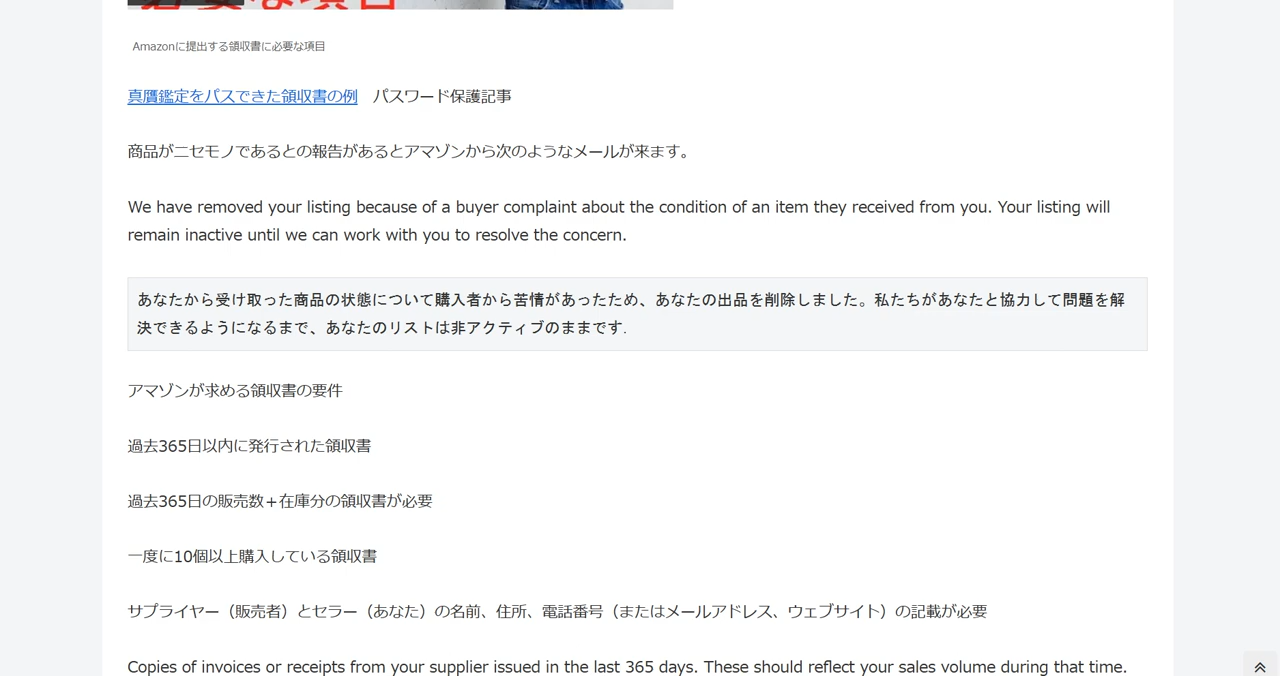 必要な項目
Amazonに提出する領収書に必要な項目
真贋鑑定をパスできた領収書の例　パスワード保護記事
商品がニセモノであるとの報告があるとアマゾンから次のようなメールが来ます。
We have removed your listing because of a buyer complaint about the condition of an item they received from you. Your listing will
remain inactive until we can work with you to resolve the concern.
あなたから受け取った商品の状態について購入者から苦情があったため、あなたの出品を削除しました。私たちがあなたと協力して問題を解
決できるようになるまで、あなたのリストは非アクティブのままです.
アマゾンが求める領収書の要件
過去365日以内に発行された領収書
過去365日の販売数＋在庫分の領収書が必要
一度に10個以上購入している領収書
サプライヤー（販売者）とセラー（あなた）の名前、住所、電話番号（またはメールアドレス、ウェブサイト）の記載が必要
Copies of invoices or receipts from your supplier issued in the last 365 days. These should reflect your sales volume during that time.